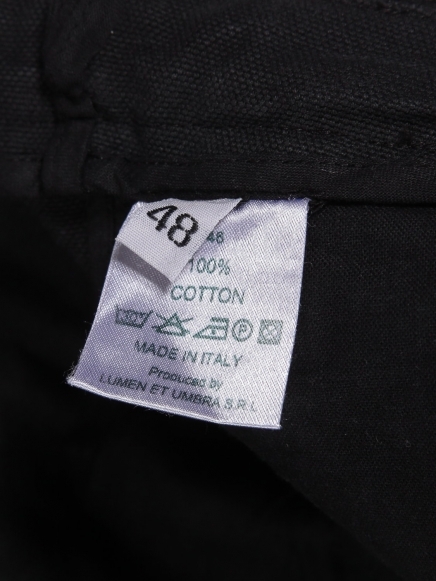 48
46
100%
COTTON
P
MADE IN ITALY
Produced by
LUMEN ET UMBRA S.R.L